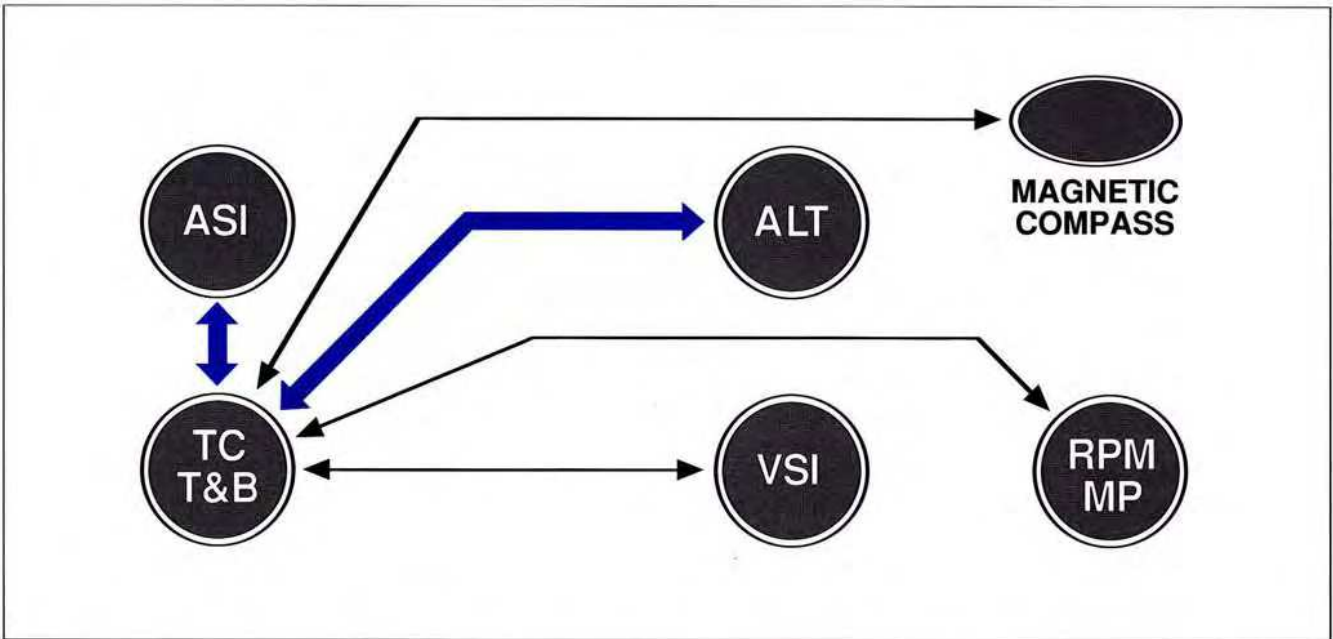 MAGNETIC
COMPASS
ASI
ALT
TC
T&B
VSI
RPM
MP